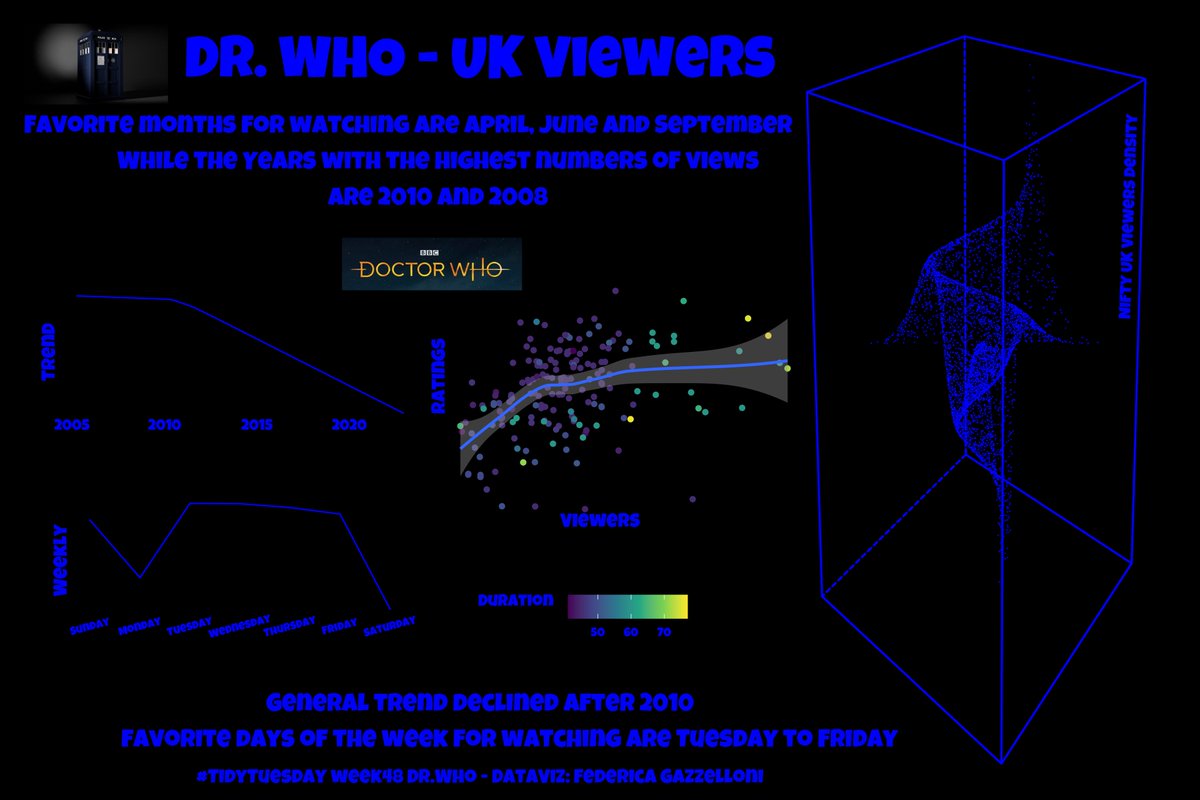 DR. WHO - UK VIEWERS
FAVORITE MONTHS FOR WATCHING ARE APRIL, JUNE AND SEPTEMBER
WHILE THE YEARS WITH THE HIGHEST NUMBERS OF VIEWS
ARE 2010 AND 2008
BBC
DOCTOR WHO
NIFTY UK VIEWERS DENSITY
TREND
2005 2010 2015 2020
RATINGS
VIEWERS
WEEKLY
SUNDAY MONDAY TUESDAY WEDNESDAY THURSDAY FRIDAY SATURDAY
DURATION
50 60 70
GENERAL TREND DECLINED AFTER 2010
FAVORITE DAYS OF THE WEEK FOR WATCHING ARE TUESDAY TO FRIDAY
#TIDYTUESDAY WEEK48 DR.WHO - DATAVIZ: FEDERICA GAZZELLONI